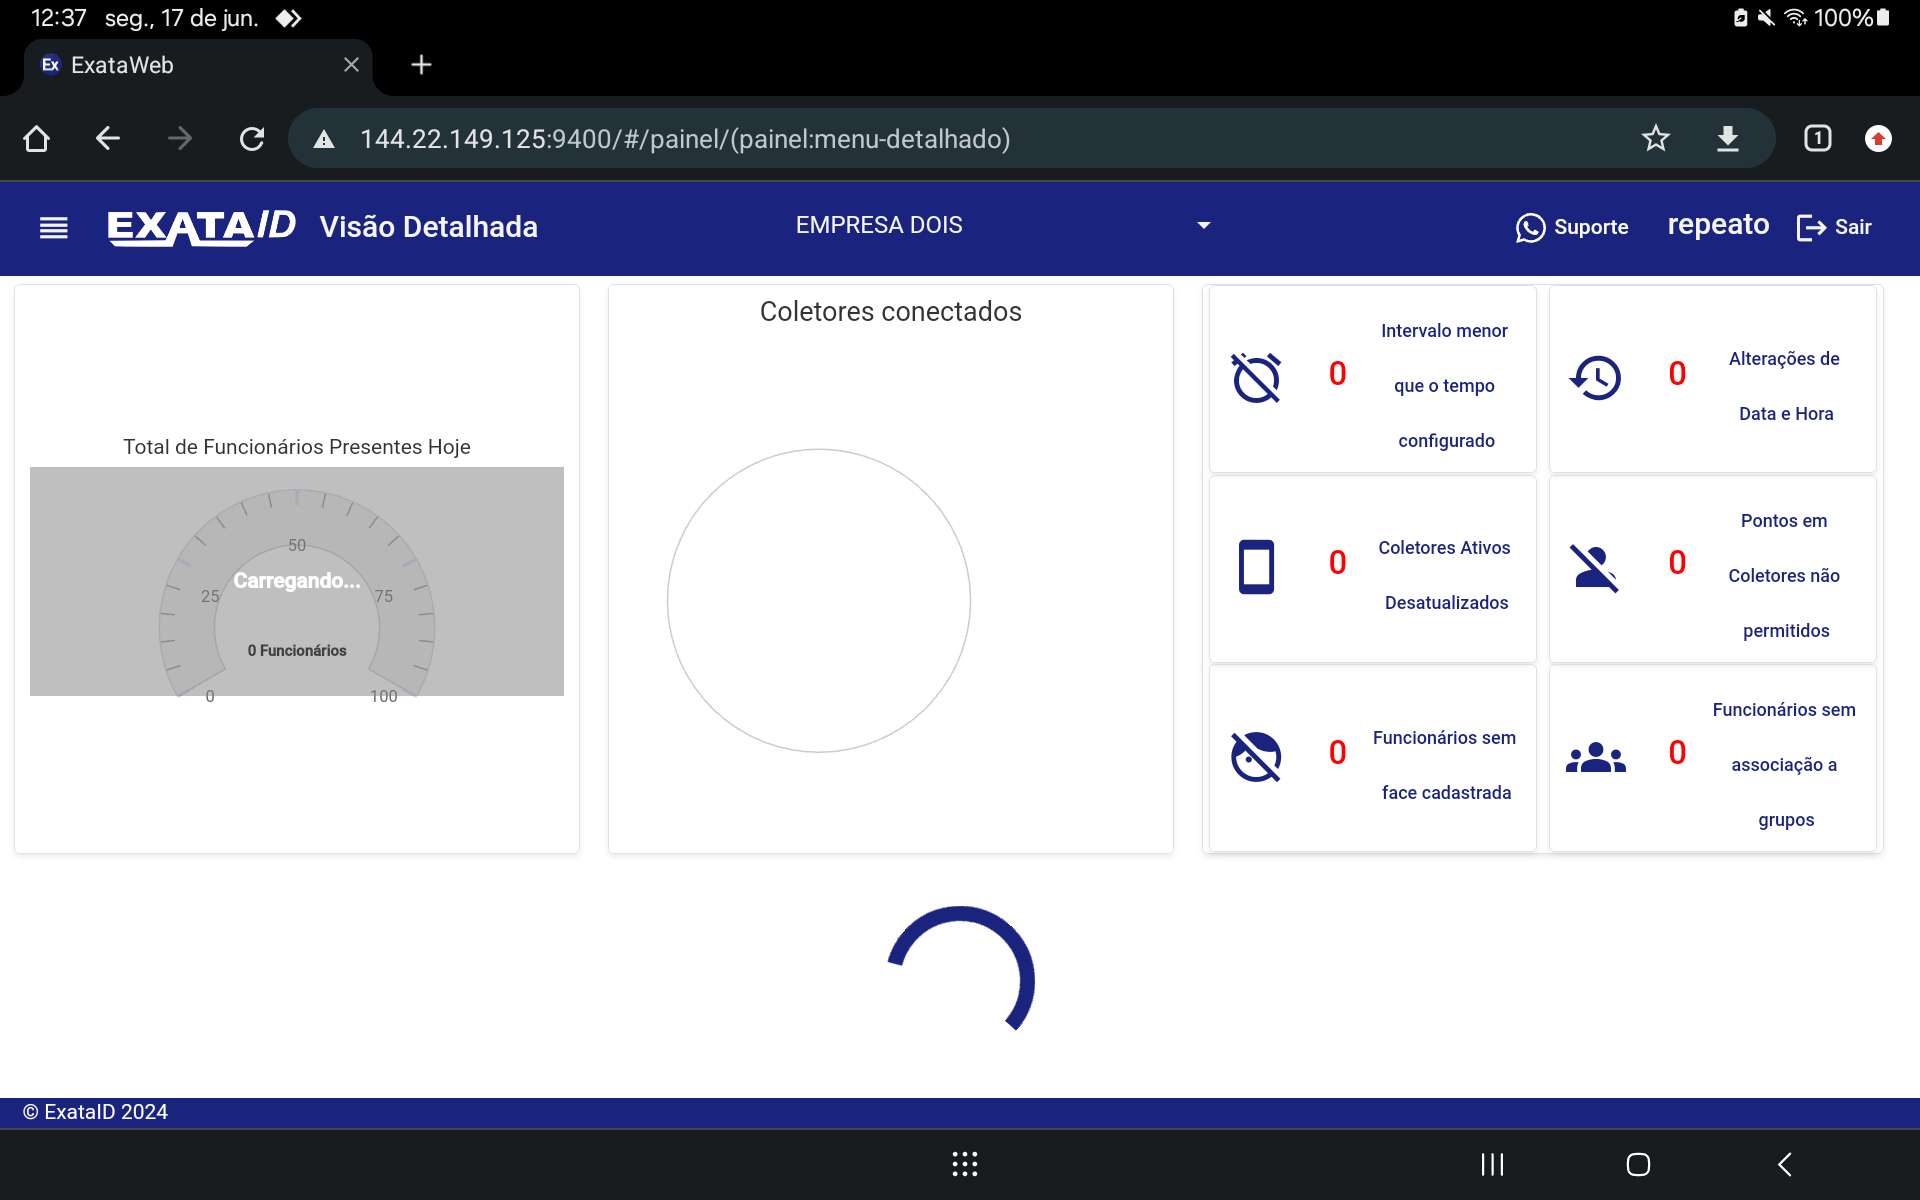 12:37 seg., 17 de jun. 100%
Ex ExataWeb
144.22.149.125:9400/#/painel/(painel:menu-detalhado) 1
EXATAID Visão Detalhada EMPRESA DOIS Suporte repeato Sair
Total de Funcionários Presentes Hoje
50
Carregando...
25 75
0 Funcionários
0 100
Coletores conectados
0 Intervalo menor
que o tempo
configurado
0 Alterações de
Data e Hora
0 Coletores Ativos
Desatualizados
0 Pontos em
Coletores não
permitidos
0 Funcionários sem
face cadastrada
0 Funcionários sem
associação a
grupos
© ExataID 2024